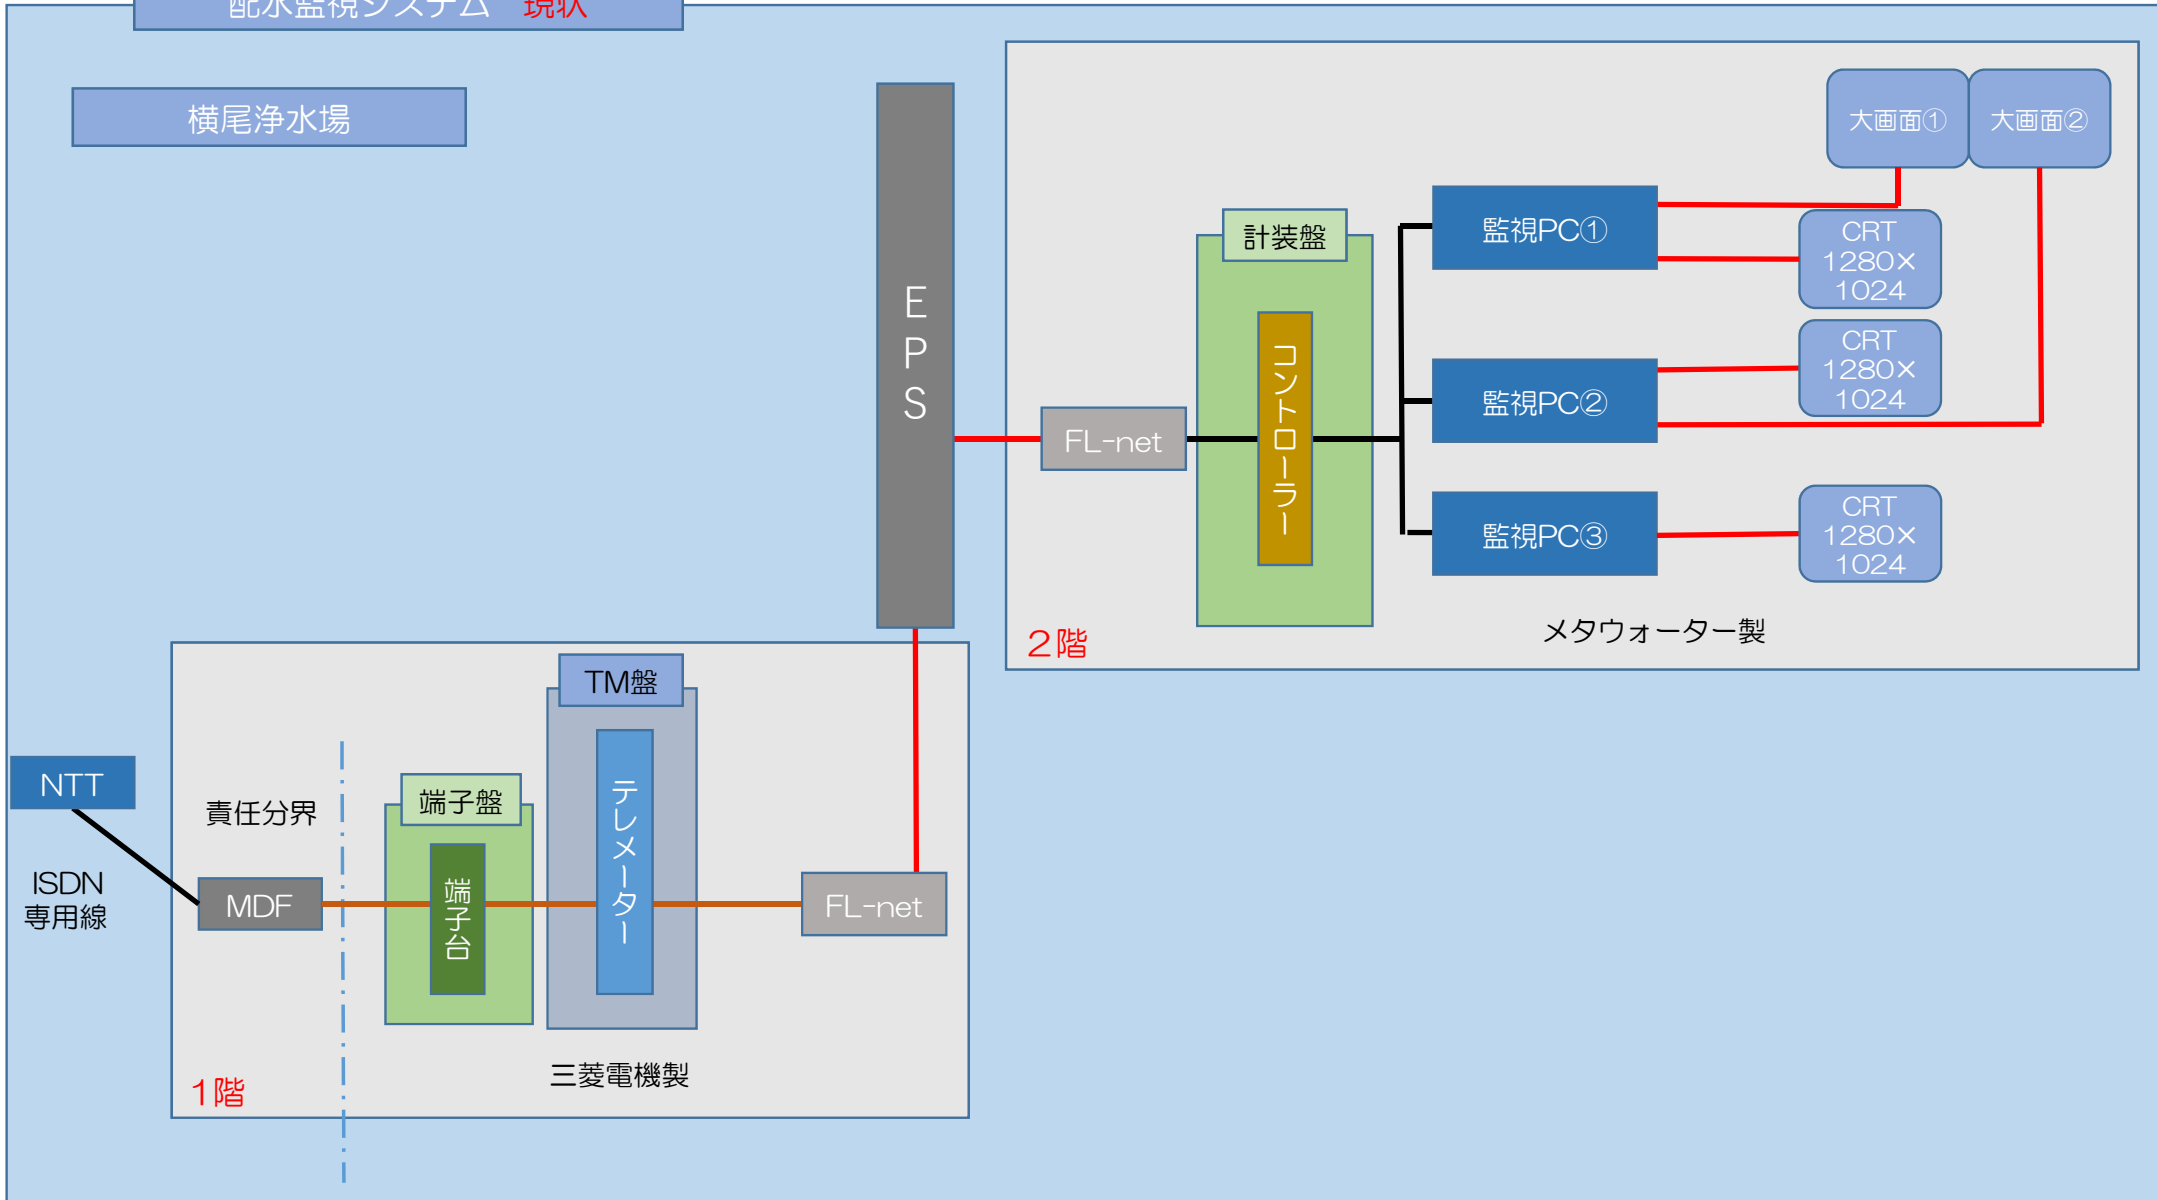 配水監視システム　現状
横尾浄水場
大画面①
大画面②
監視PC①
CRT
1280×
1024
計装盤
EPS
コントローラー
CRT
1280×
1024
監視PC②
FL-net
監視PC③
CRT
1280×
1024
メタウォーター製
2階
TM盤
NTT
責任分界
端子盤
テレメーター
ISDN
専用線
MDF
端子台
FL-net
三菱電機製
1階